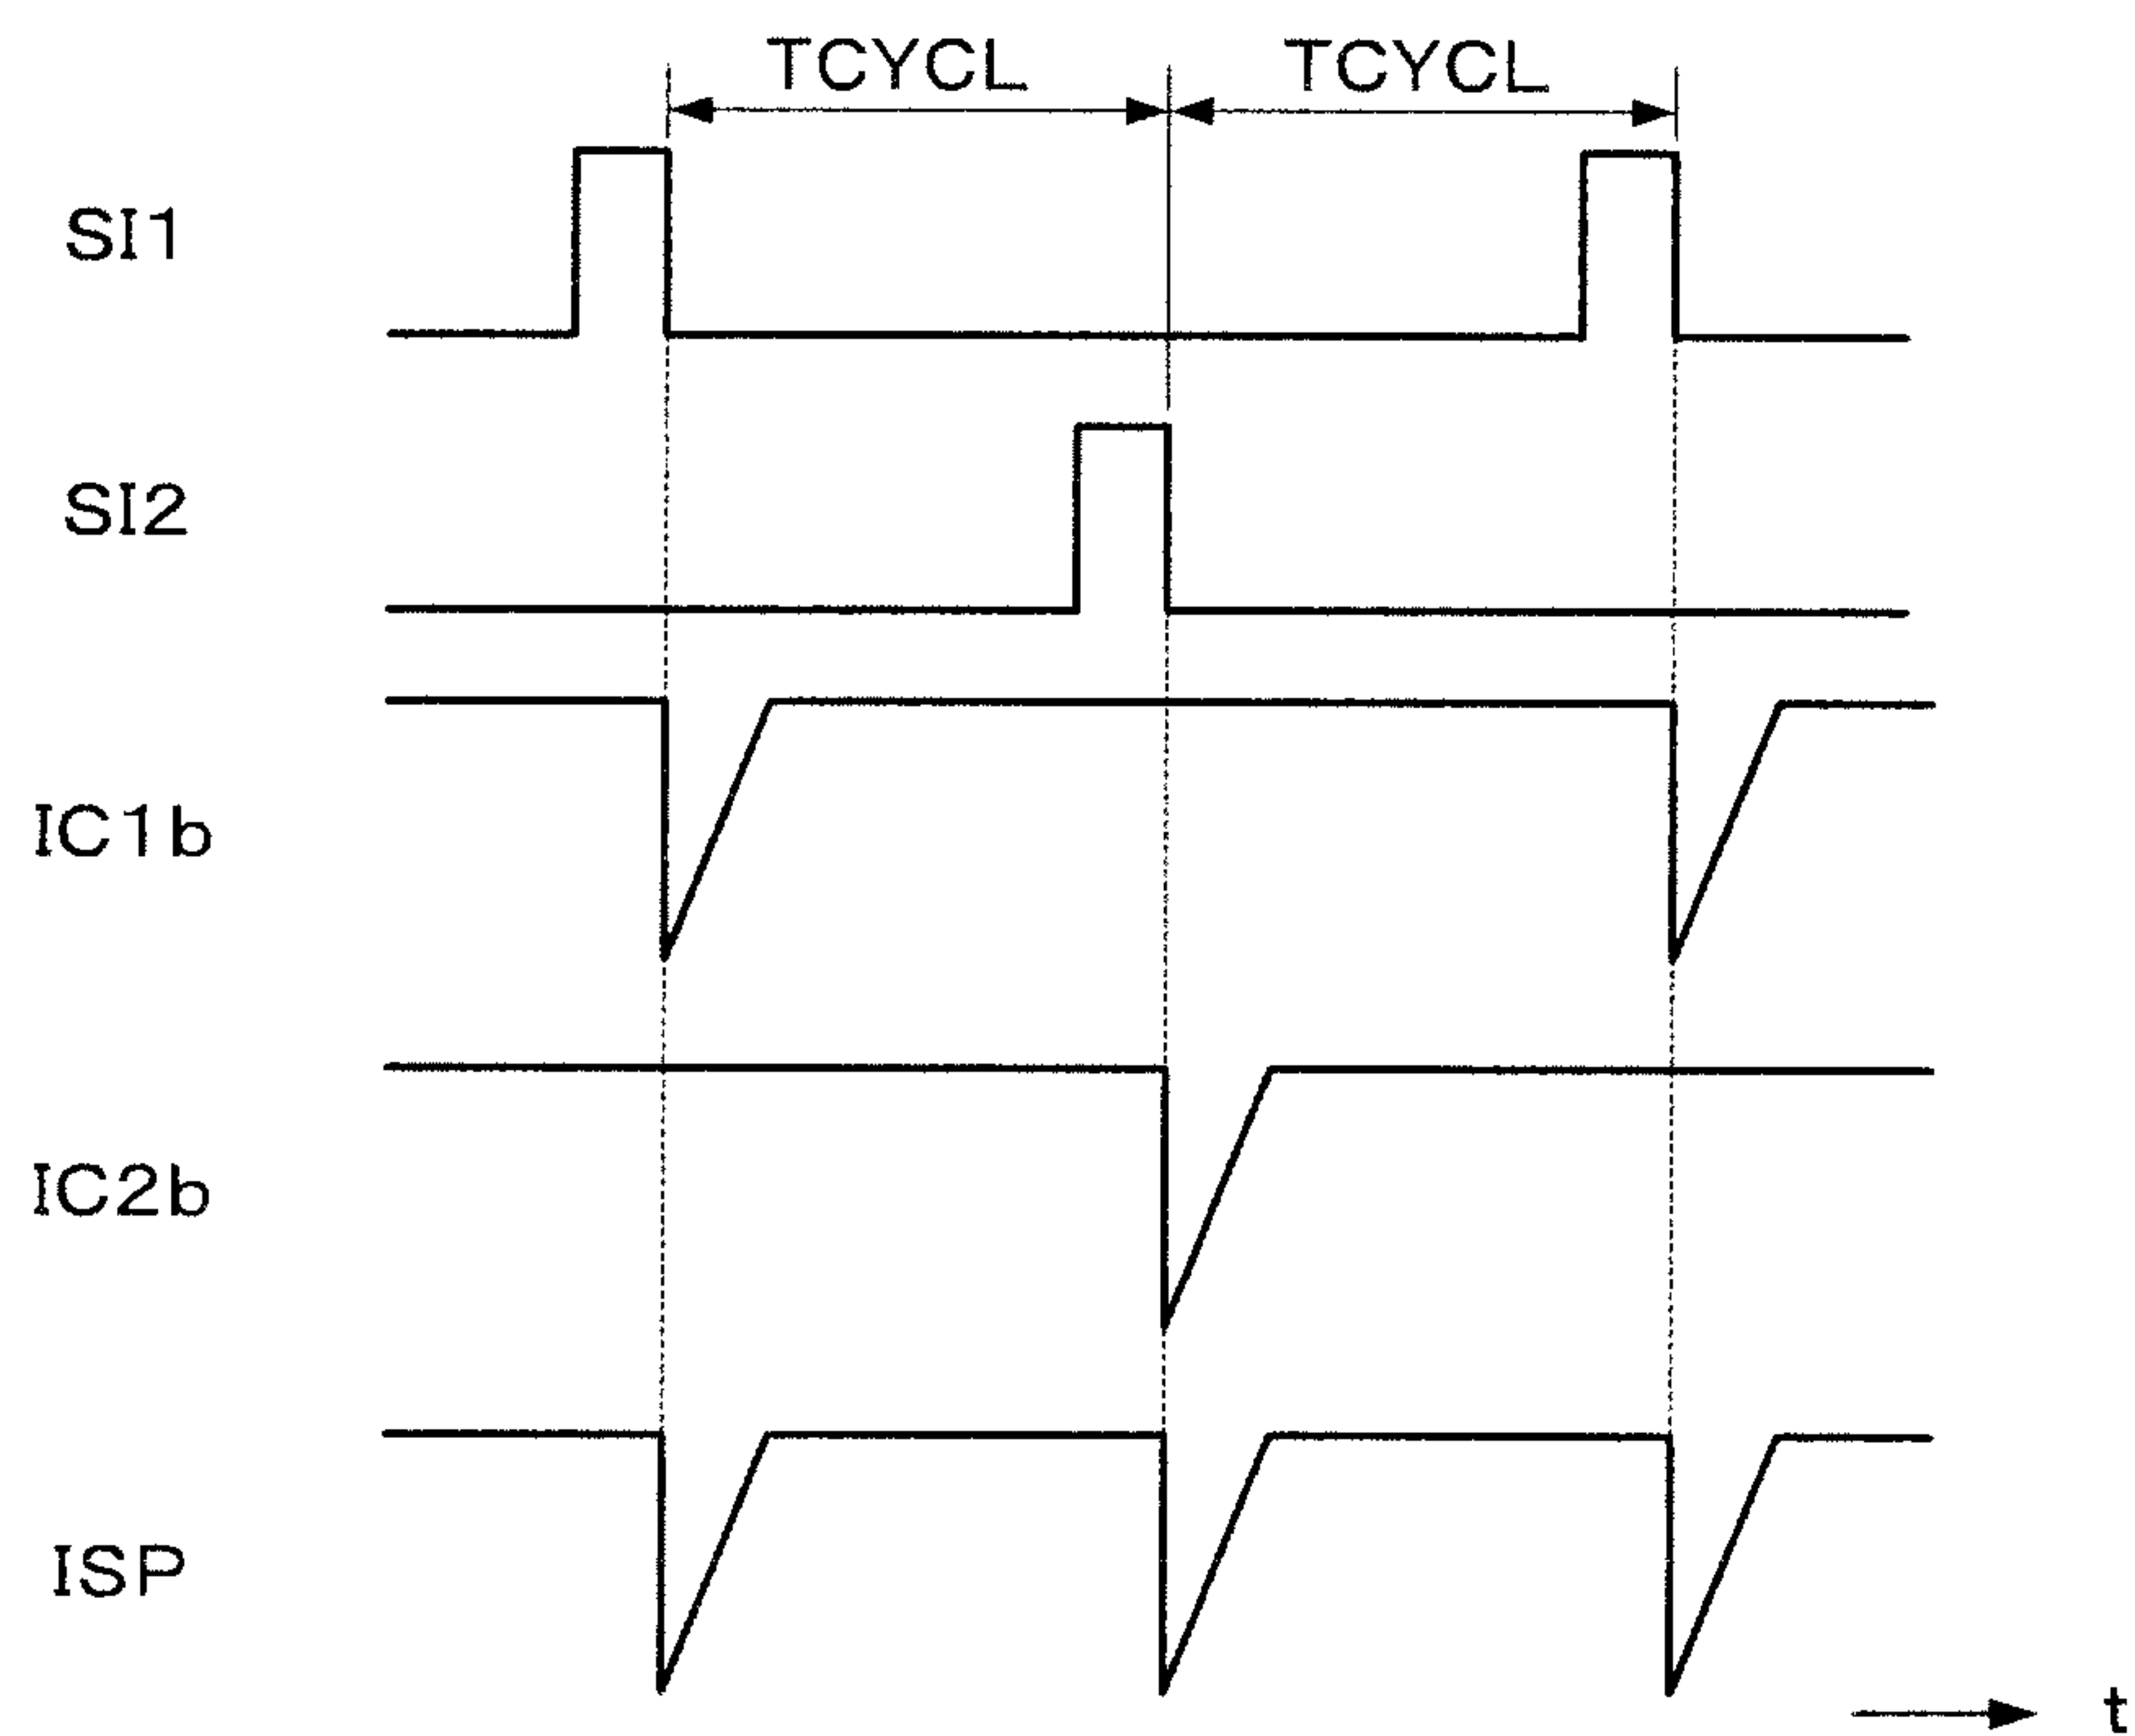 TCYCL TCYCL
SI1
SI2
IC1b
IC2b
ISP
t